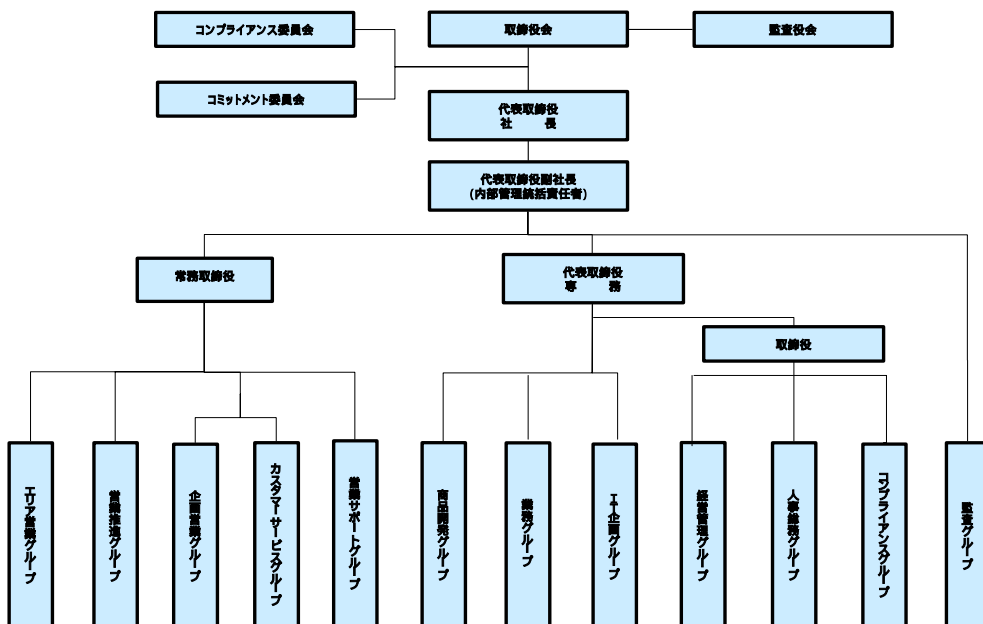 コンプライアンス委員会
取締役会
監査役会
コミットメント委員会
代表取締役
社　　長
代表取締役副社長
(内部管理統括責任者)
常務取締役
代表取締役
専　　務
取締役
エリア営業グループ
営業推進グループ
企画営業グループ
カスタマーサービスグループ
営業サポートグループ
商品開発グループ
業務グループ
IT企画グループ
経営管理グループ
人事総務グループ
コンプライアンスグループ
監査グループ